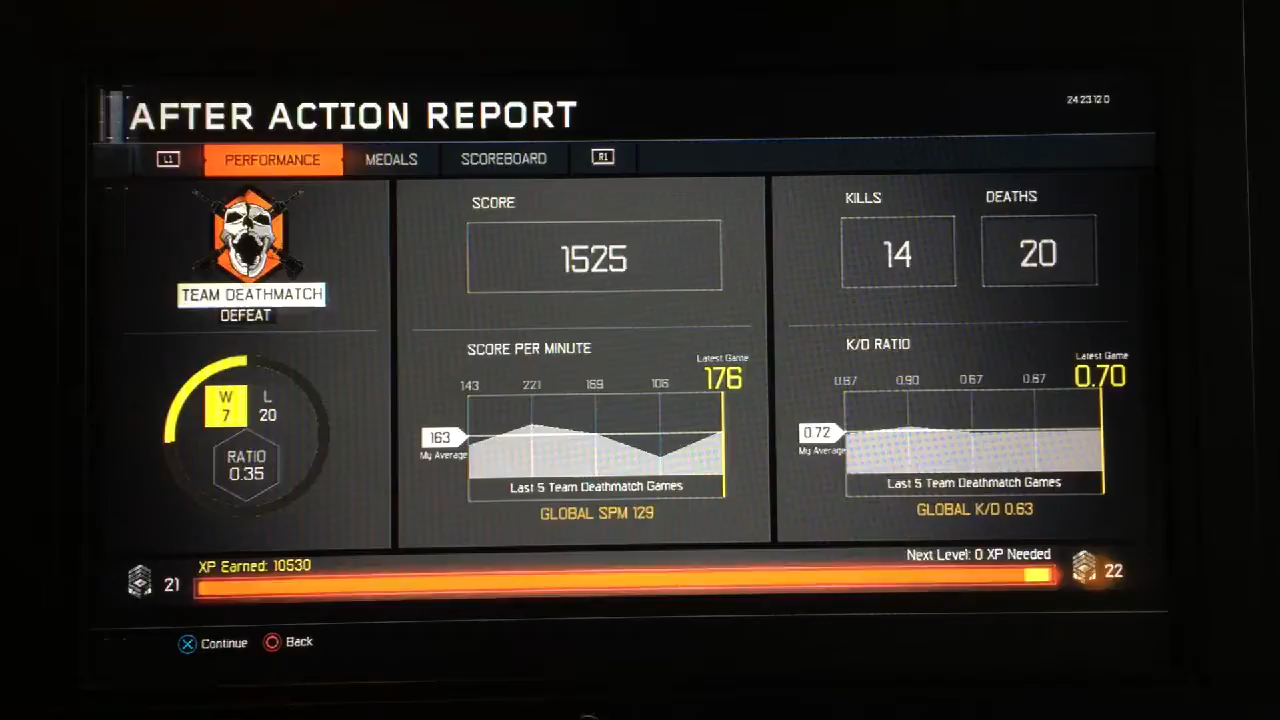 AFTER ACTION REPORT
24 23 12 0
L1
PERFORMANCE
MEDALS
SCOREBOARD
R1
TEAM DEATHMATCH
DEFEAT
W
7
L
20
RATIO
0.35
SCORE
1525
SCORE PER MINUTE
Latest Game
143 221 169 106 176
163
My Average
Last 5 Team Deathmatch Games
GLOBAL SPM 129
KILLS
14
DEATHS
20
K/D RATIO
Latest Game
0.90 0.67 0.70
0.72
My Average
Last 5 Team Deathmatch Games
GLOBAL K/D 0.63
XP Earned: 10530
Next Level: 0 XP Needed
21
22
Continue
Back